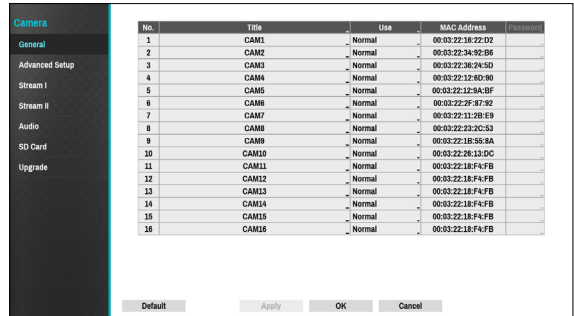 Camera
General
Advanced Setup
Stream I
Stream II
Audio
SD Card
Upgrade
No. Title Use MAC Address Password
1 CAM1 Normal 00:03:22:16:22:D2
2 CAM2 Normal 00:03:22:34:92:B6
3 CAM3 Normal 00:03:22:36:24:5D
4 CAM4 Normal 00:03:22:12:6D:90
5 CAM5 Normal 00:03:22:12:9A:BF
6 CAM6 Normal 00:03:22:2F:87:92
7 CAM7 Normal 00:03:22:11:2B:E9
8 CAM8 Normal 00:03:22:23:2C:53
9 CAM9 Normal 00:03:22:1B:55:8A
10 CAM10 Normal 00:03:22:26:13:DC
11 CAM11 Normal 00:03:22:18:F4:FB
12 CAM12 Normal 00:03:22:18:F4:FB
13 CAM13 Normal 00:03:22:18:F4:FB
14 CAM14 Normal 00:03:22:18:F4:FB
15 CAM15 Normal 00:03:22:18:F4:FB
16 CAM16 Normal 00:03:22:18:F4:FB
Default Apply OK Cancel